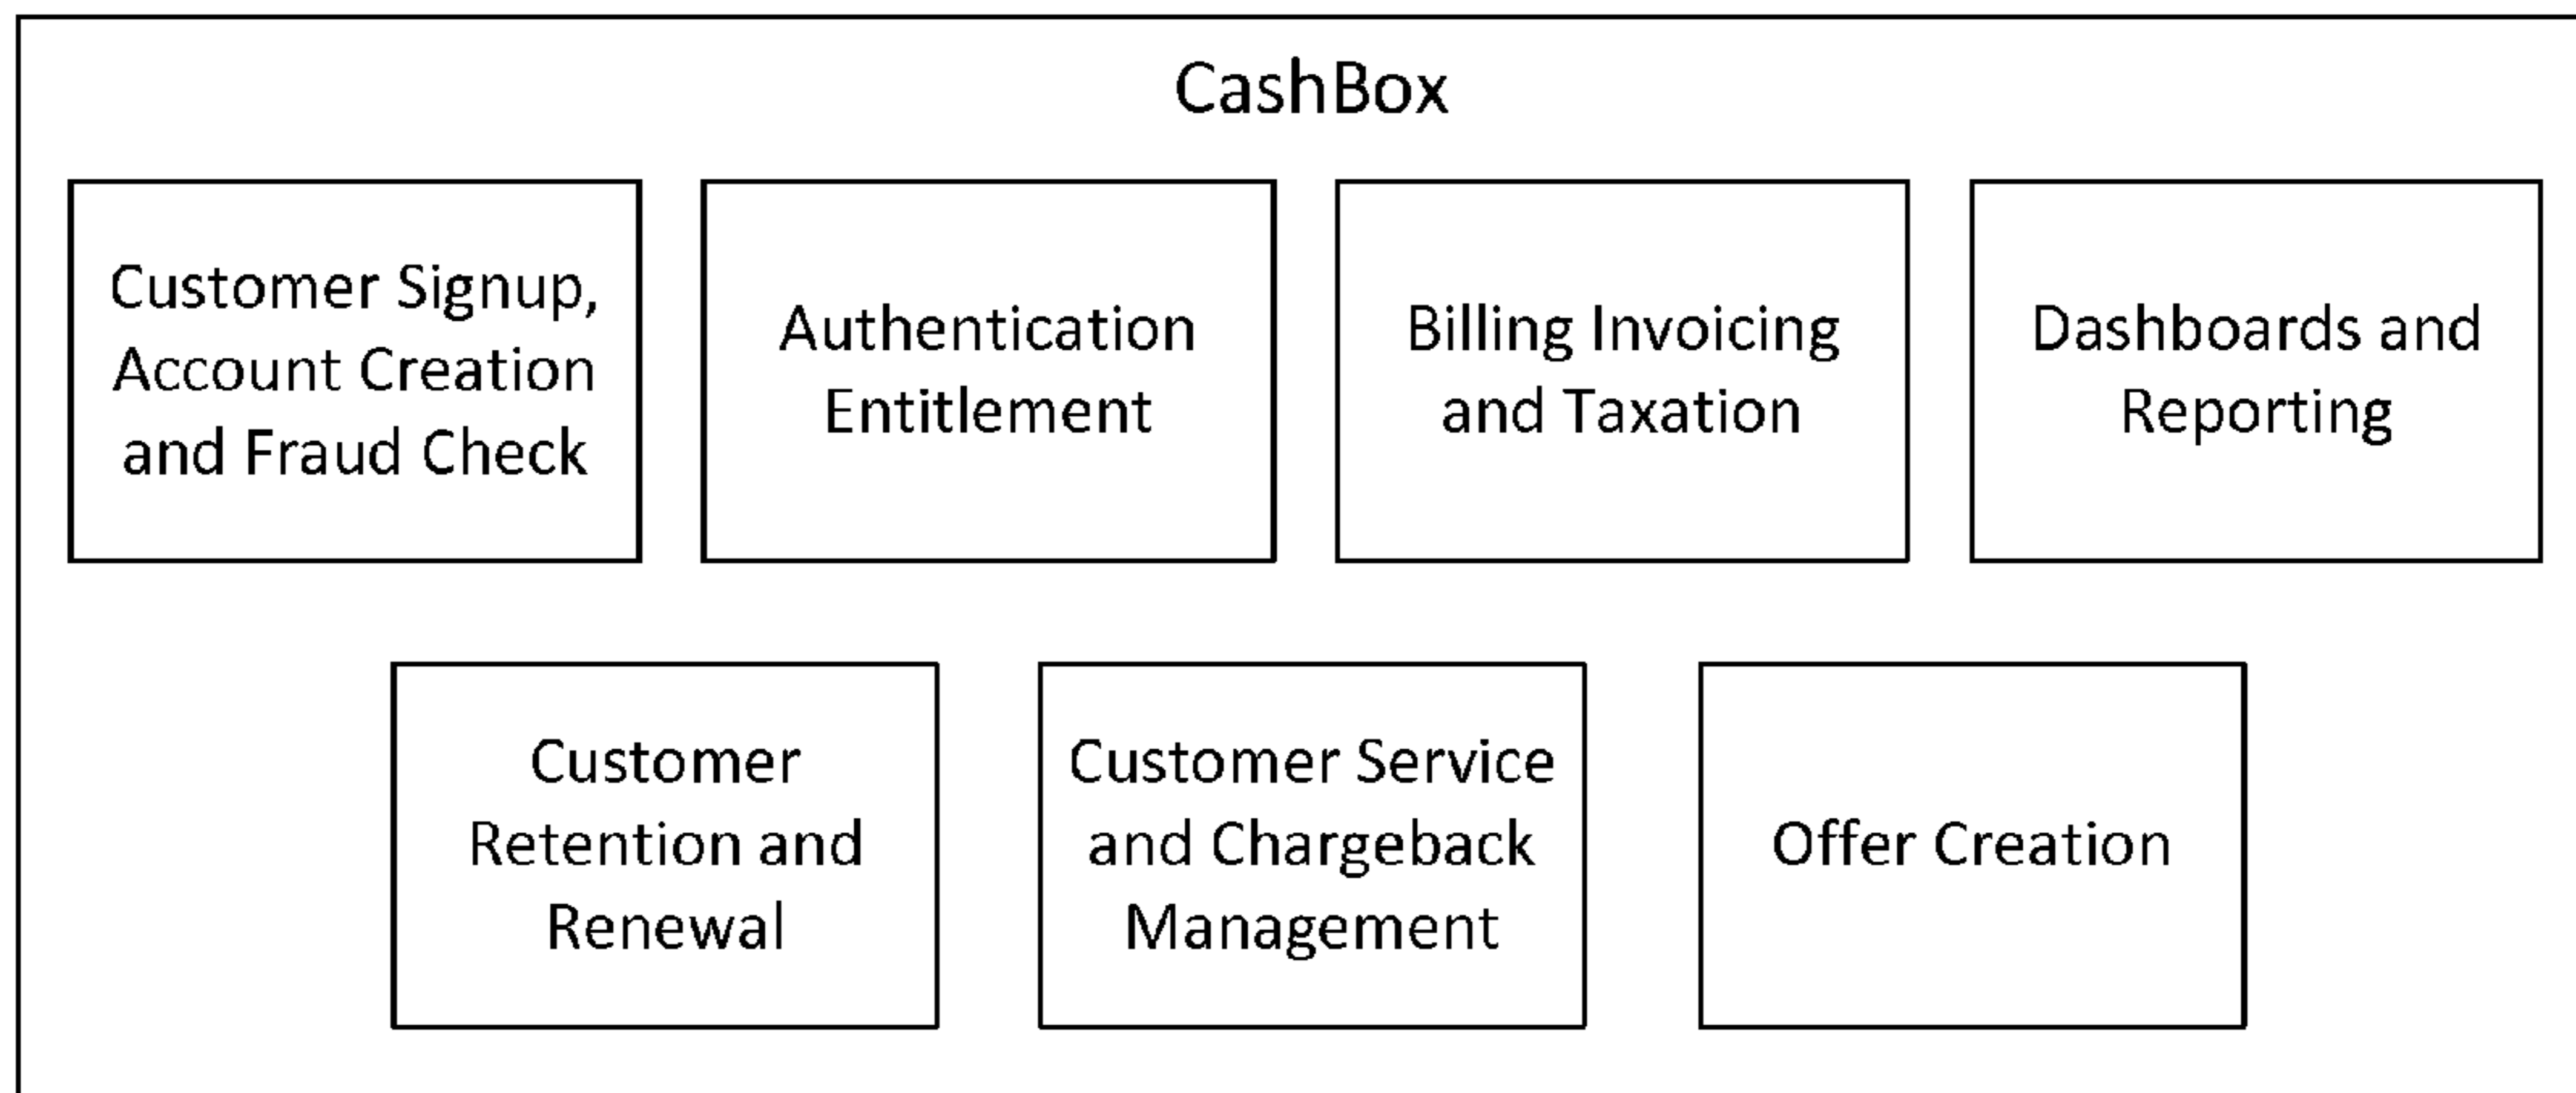 CashBox
Customer Signup,
Account Creation
and Fraud Check
Authentication
Entitlement
Billing Invoicing
and Taxation
Dashboards and
Reporting
Customer
Retention and
Renewal
Customer Service
and Chargeback
Management
Offer Creation